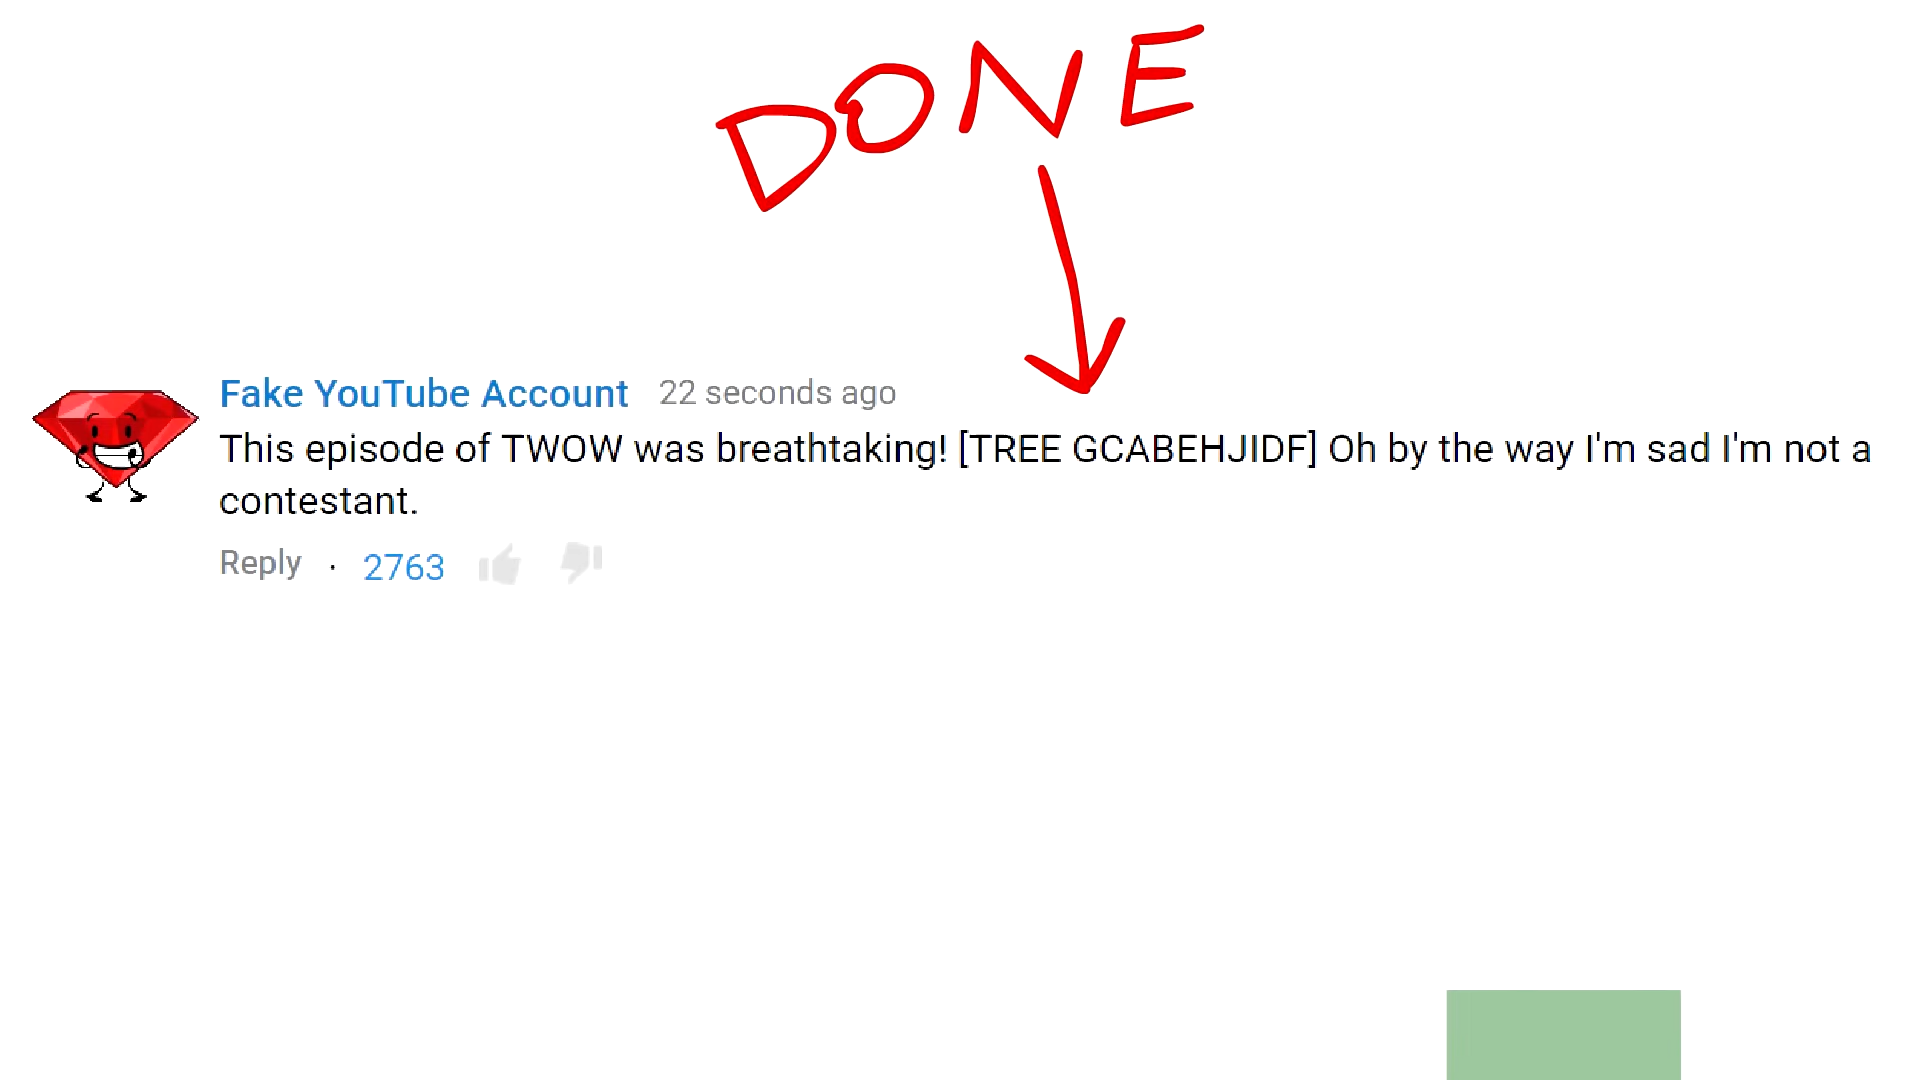 DONE
Fake YouTube Account 22 seconds ago
This episode of TWOW was breathtaking! [TREE GCABEHJIDF] Oh by the way I'm sad I'm not a
contestant.
Reply · 2763